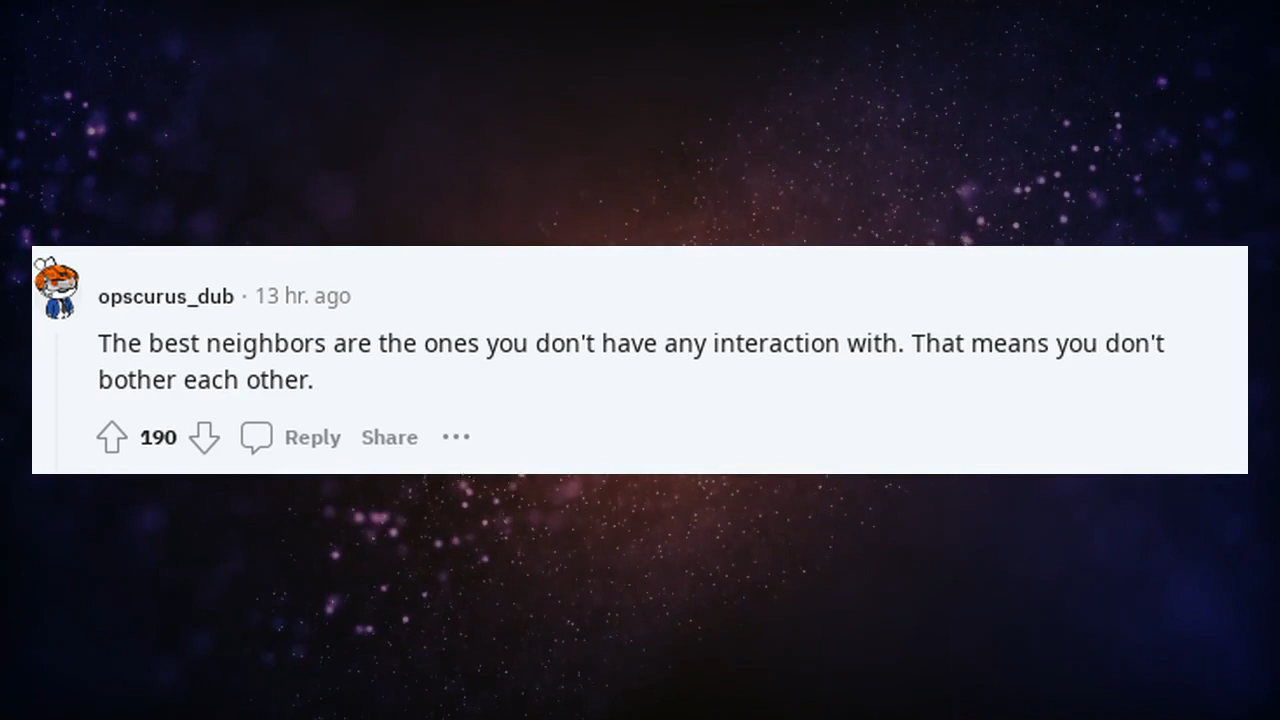 opscurus_dub · 13 hr. ago
The best neighbors are the ones you don't have any interaction with. That means you don't
bother each other.
190 Reply Share ···